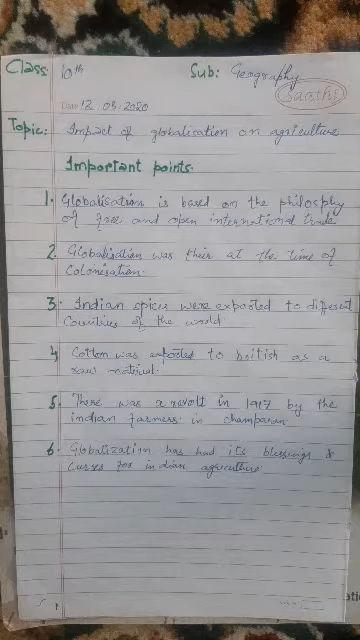 Class 10th Sub: Geography
Saathi
Date 12.08.2020
Topic: Impact of globalisation on agriculture
Important points.
1. Globalisation is based on the philosphy
of free and open international trade
2. Globalisation was their at the time of
Colonisation.
3. Indian spices were exported to different
Countries of the world.
4. Cotton was exported to british as a
raw material.
5. There was a revolt in 1917 by the
indian farmers in champaran.
6. Globalization has had its blessings &
Curses for indian agriculture